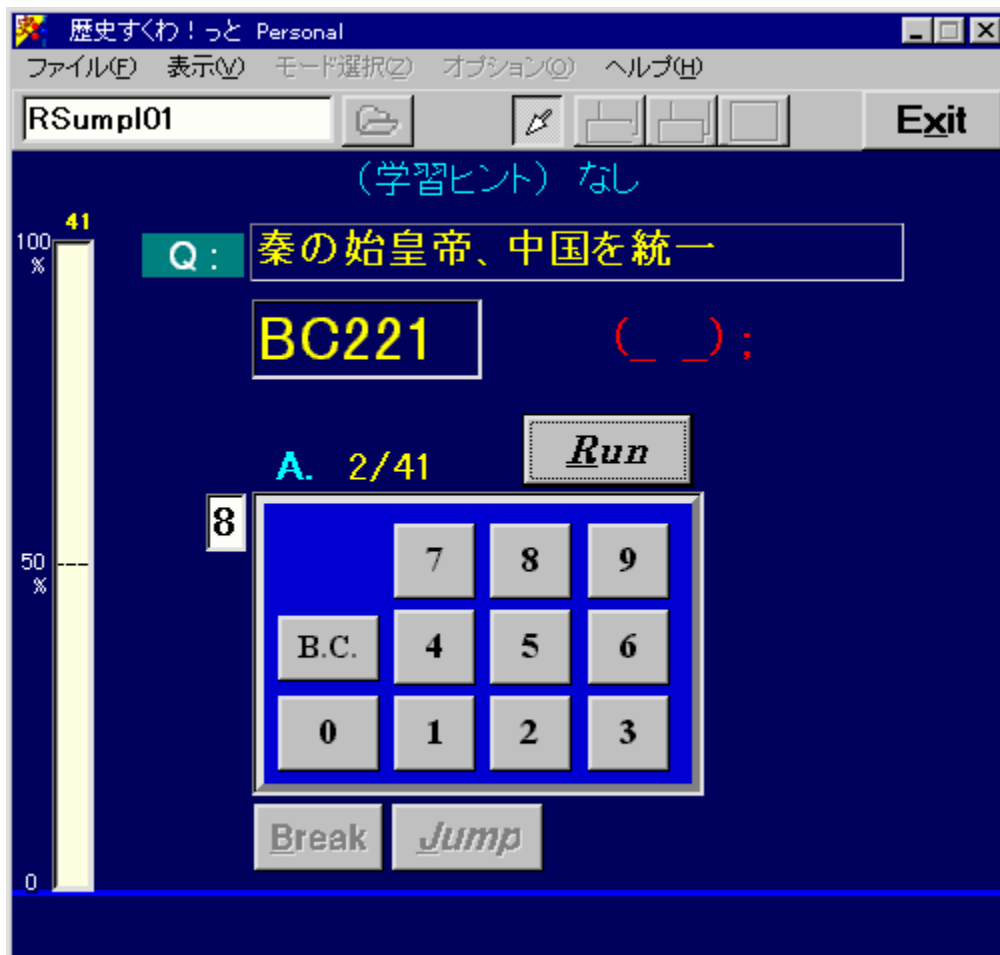 歴史すくわ！っと Personal
ファイル(F) 表示(V) モード選択(Z) オプション(O) ヘルプ(H)
RSumpl01 Exit
（学習ヒント） なし
41
100
%
Q : 秦の始皇帝、中国を統一
BC221 (_ _) ;
Run
A. 2/41
8
7 8 9
50
%
B.C. 4 5 6
0 1 2 3
Break Jump
0